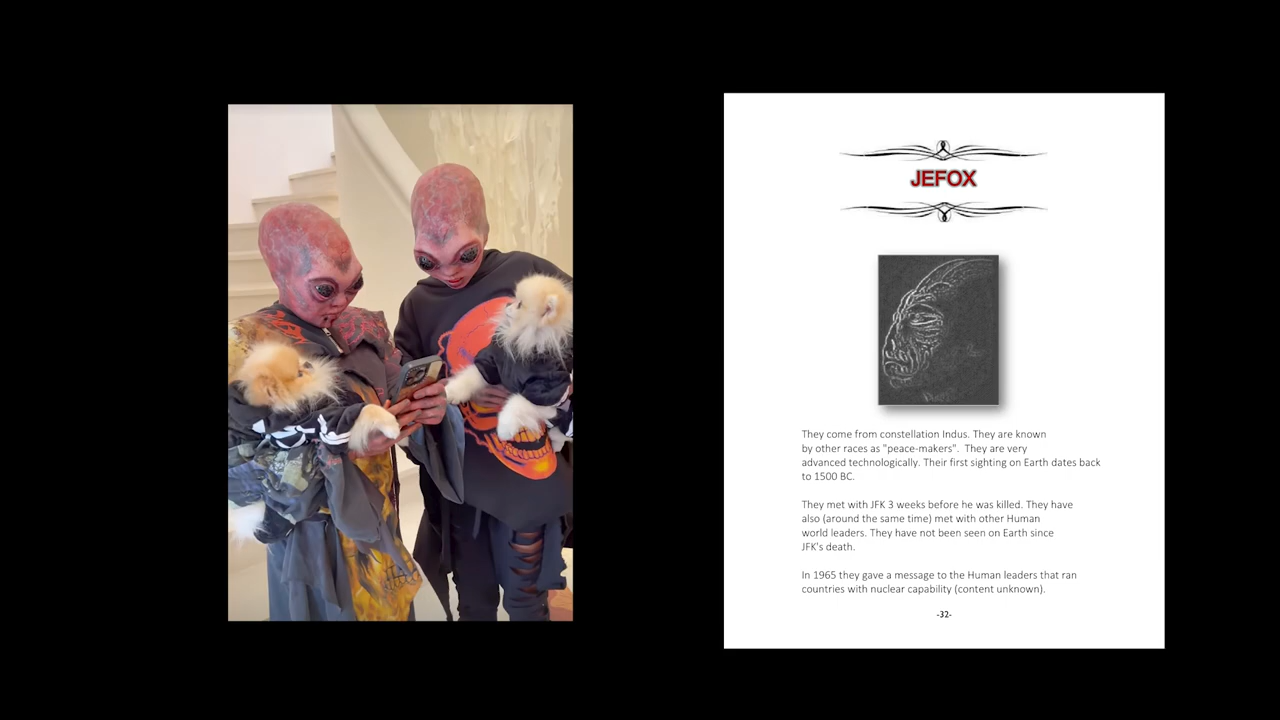 JEFOX
They come from constellation Indus. They are known
by other races as "peace-makers".  They are very
advanced technologically. Their first sighting on Earth dates back
to 1500 BC.
They met with JFK 3 weeks before he was killed. They have
also (around the same time) met with other Human
world leaders. They have not been seen on Earth since
JFK's death.
In 1965 they gave a message to the Human leaders that ran
countries with nuclear capability (content unknown).
-32-